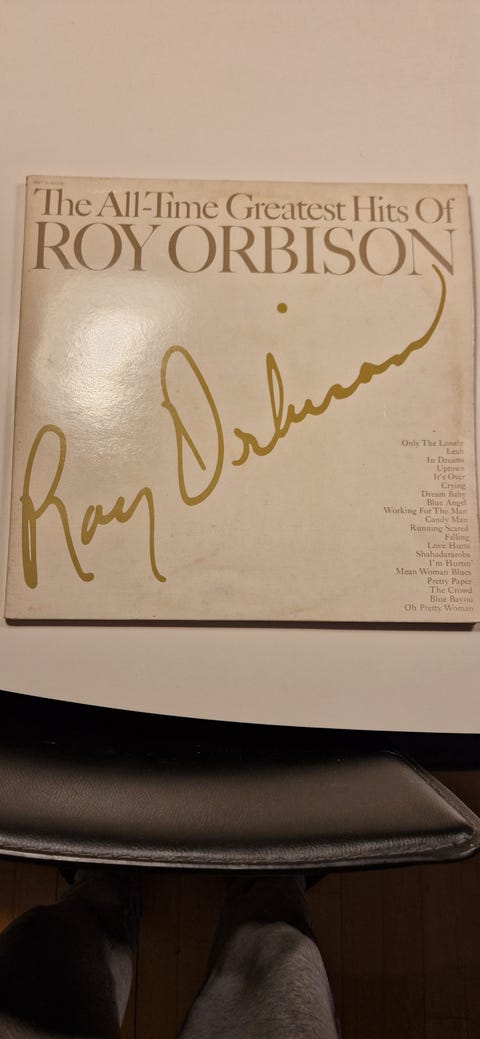 The All-Time Greatest Hits Of
ROY ORBISON
Roy Orbison
Only The Lonely
Leah
In Dreams
Uptown
It's Over
Crying
Dream Baby
Blue Angel
Working For The Man
Candy Man
Running Scared
Falling
Love Hurts
Shahadararoba
I'm Hurtin'
Mean Woman Blues
Pretty Paper
The Crowd
Blue Bayou
Oh Pretty Woman